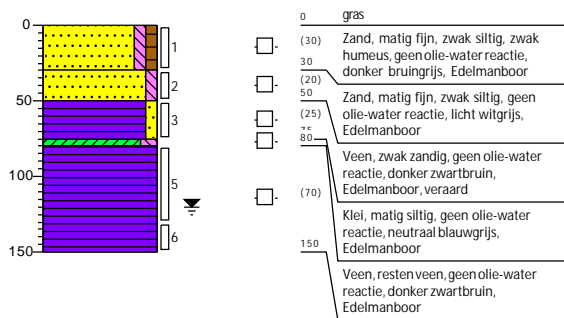 0
50
100
150
1
2
3
5
6
0
(30)
30
(20)
50
(25)
75
80
(70)
150
gras
Zand, matig fijn, zwak siltig, zwak
humeus, geen olie-water reactie,
donker bruingrijs, Edelmanboor
Zand, matig fijn, zwak siltig, geen
olie-water reactie, licht witgrijs,
Edelmanboor
Veen, zwak zandig, geen olie-water
reactie, donker zwartbruin,
Edelmanboor, veraard
Klei, matig siltig, geen olie-water
reactie, neutraal blauwgrijs,
Edelmanboor
Veen, resten veen, geen olie-water
reactie, donker zwartbruin,
Edelmanboor